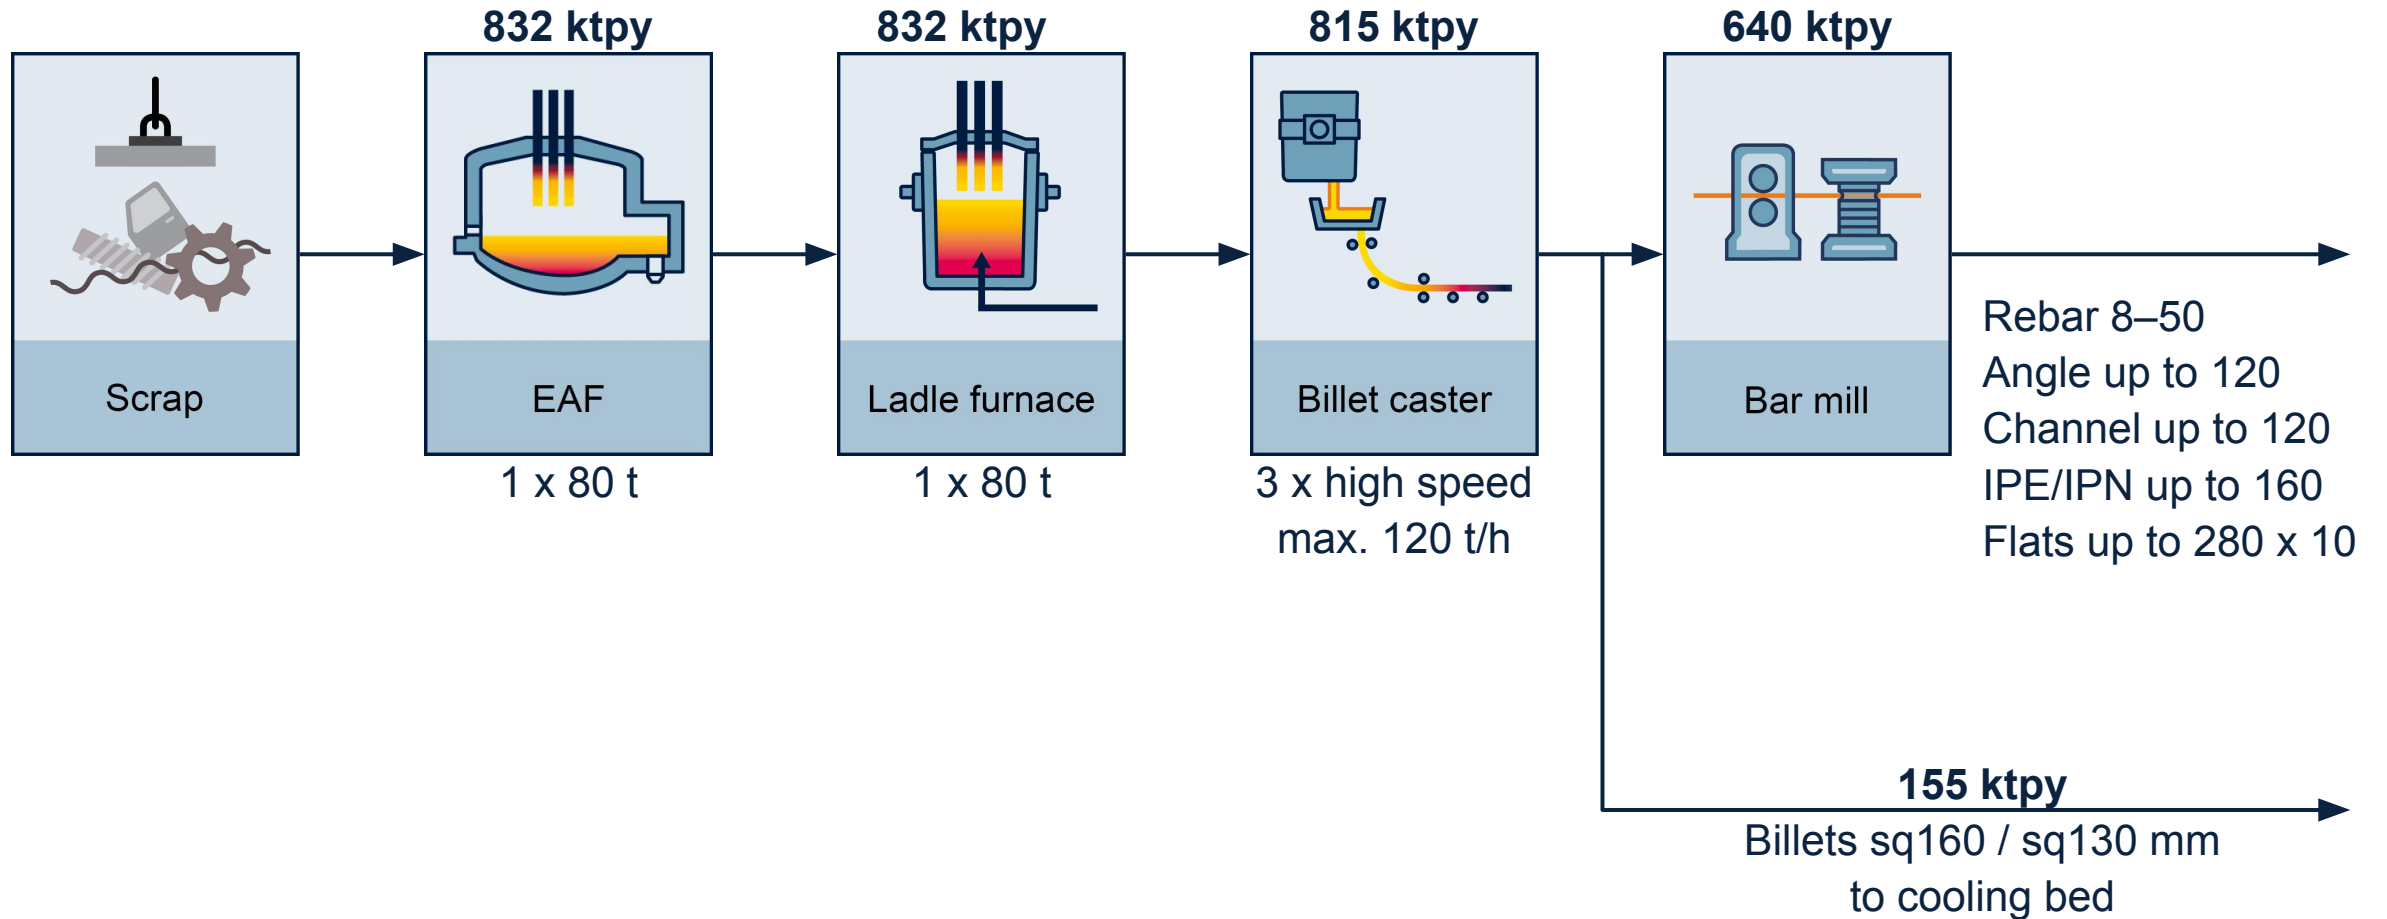 832 ktpy
832 ktpy
815 ktpy
640 ktpy
Scrap
EAF
Ladle furnace
Billet caster
Bar mill
1 x 80 t
1 x 80 t
3 x high speed
max. 120 t/h
Rebar 8–50
Angle up to 120
Channel up to 120
IPE/IPN up to 160
Flats up to 280 x 10
155 ktpy
Billets sq160 / sq130 mm
to cooling bed